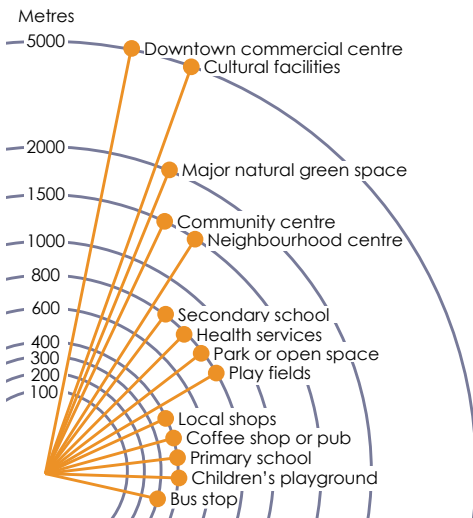 Metres
5000
Downtown commercial centre
Cultural facilities
2000
Major natural green space
1500
Community centre
Neighbourhood centre
1000
800
600
Secondary school
Health services
400
Park or open space
300
Play fields
200
100
Local shops
Coffee shop or pub
Primary school
Children's playground
Bus stop